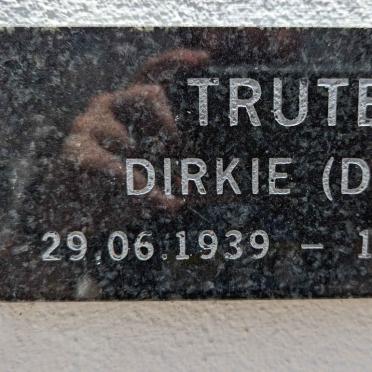 TRUTE
DIRKIE (D
29.06.1939 – 1